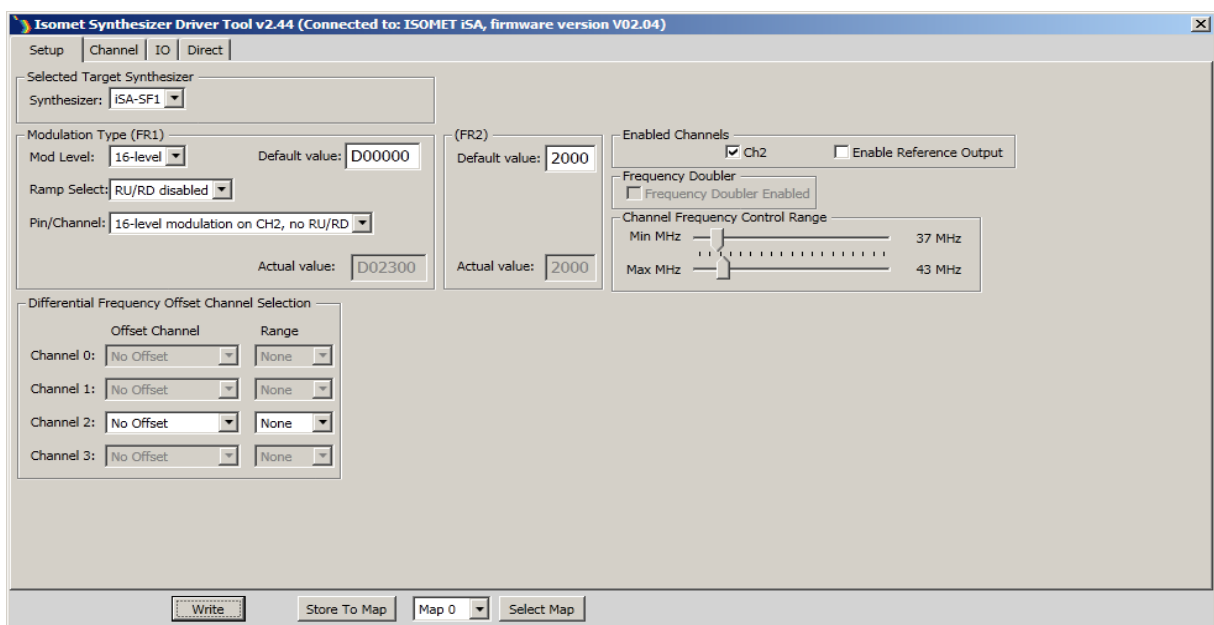 Isomet Synthesizer Driver Tool v2.44 (Connected to: ISOMET iSA, firmware version V02.04)
Setup Channel IO Direct
Selected Target Synthesizer
Synthesizer: iSA-SF1
Modulation Type (FR1)
Mod Level: 16-level Default value: D00000
Ramp Select: RU/RD disabled
Pin/Channel: 16-level modulation on CH2, no RU/RD
Actual value: D02300
(FR2)
Default value: 2000
Actual value: 2000
Enabled Channels
Ch2 Enable Reference Output
Frequency Doubler
Frequency Doubler Enabled
Channel Frequency Control Range
Min MHz 37 MHz
Max MHz 43 MHz
Differential Frequency Offset Channel Selection
Offset Channel Range
Channel 0: No Offset None
Channel 1: No Offset None
Channel 2: No Offset None
Channel 3: No Offset None
Write Store To Map Map 0 Select Map